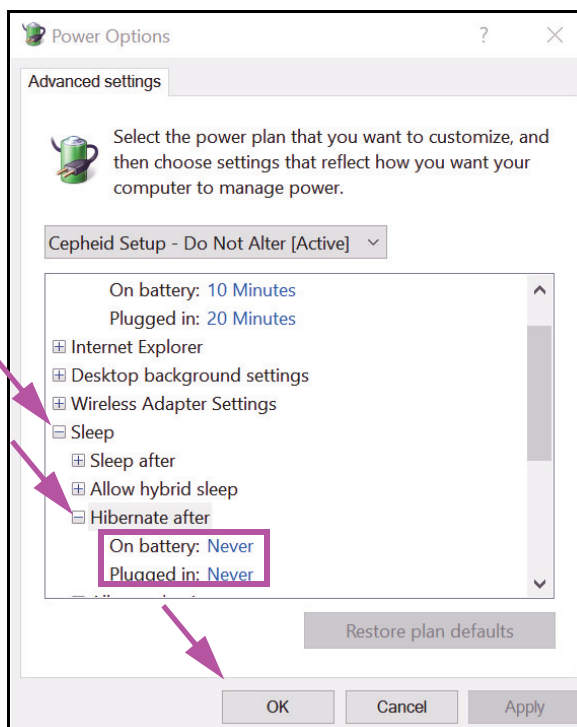 Power Options
Advanced settings
Select the power plan that you want to customize, and
then choose settings that reflect how you want your
computer to manage power.
Cepheid Setup - Do Not Alter [Active]
On battery: 10 Minutes
Plugged in: 20 Minutes
Internet Explorer
Desktop background settings
Wireless Adapter Settings
Sleep
Sleep after
Allow hybrid sleep
Hibernate after
On battery: Never
Plugged in: Never
Restore plan defaults
OK Cancel Apply